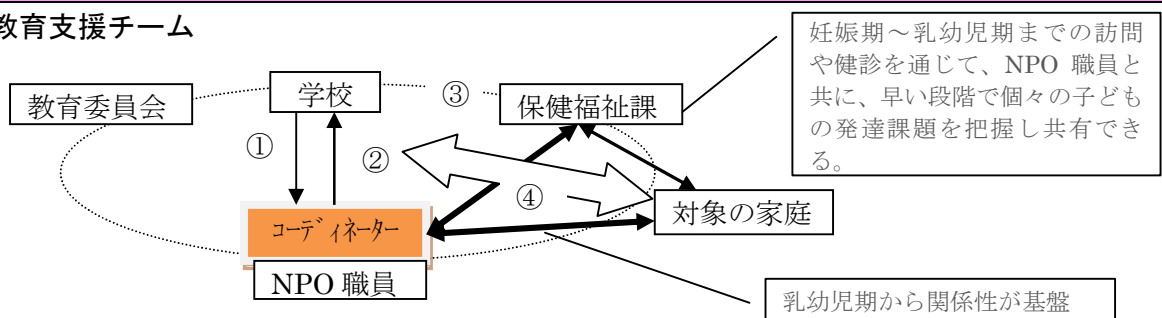 教育支援チーム
妊娠期~乳幼児期までの訪問
や健診を通じて、NPO 職員と
共に、早い段階で個々の子ども
の発達課題を把握し共有でき
る。
教育委員会
学校
③
保健福祉課
①
②
④
対象の家庭
コーディネーター
NPO 職員
乳幼児期から関係性が基盤